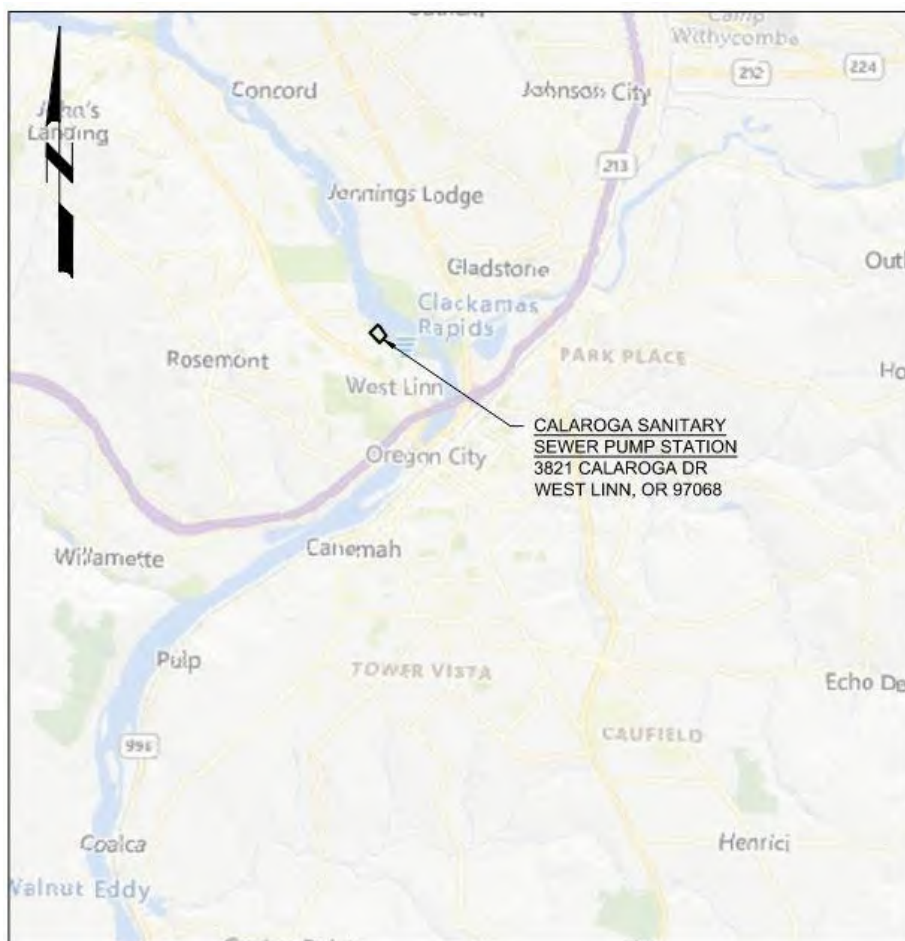 Camp
Withycombe
212
224
Concord
Johnson City
John's
Landing
213
Jennings Lodge
Gladstone
Clackamas
Rapids
Rosemont
PARK PLACE
West Linn
CALAROGA SANITARY
SEWER PUMP STATION
3821 CALAROGA DR
WEST LINN, OR 97068
Oregon City
Canemah
Willamette
Pulp
TOWER VISTA
Echo De
CAUFIELD
Coalca
Henrici
Walnut Eddy